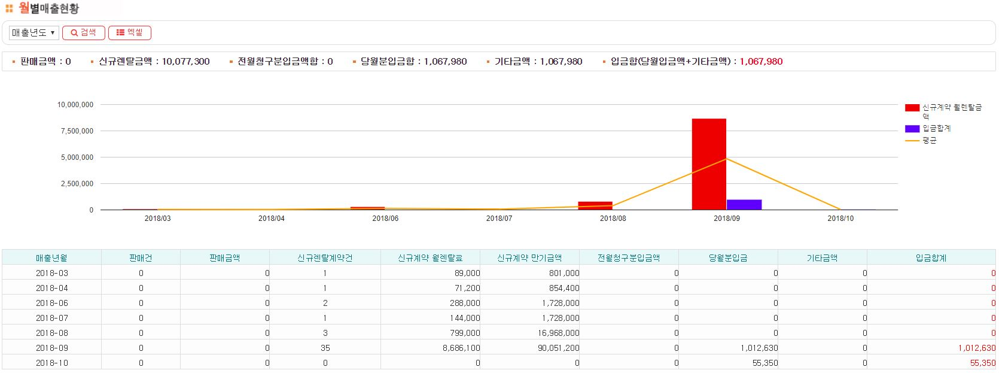 월별매출현황
매출년도 ▼ 검색 엑셀
판매금액 : 0 신규렌탈금액 : 10,077,300 전월청구분입금액합 : 0 당월분입금합 : 1,067,980 기타금액 : 1,067,980 입금합(당월입금액+기타금액) : 1,067,980
10,000,000
7,500,000
5,000,000
2,500,000
0
2018/03 2018/04 2018/06 2018/07 2018/08 2018/09 2018/10
신규계약 월렌탈금
액
입금합계
평균
매출년월 판매건 판매금액 신규렌탈계약건 신규계약 월렌탈료 신규계약 만기금액 전월청구분입금액 당월분입금 기타금액 입금합계
2018-03 0 0 1 89,000 801,000 0 0 0 0
2018-04 0 0 1 71,200 854,400 0 0 0 0
2018-06 0 0 2 288,000 1,728,000 0 0 0 0
2018-07 0 0 1 144,000 1,728,000 0 0 0 0
2018-08 0 0 3 799,000 16,968,000 0 0 0 0
2018-09 0 0 35 8,686,100 90,051,200 0 1,012,630 0 1,012,630
2018-10 0 0 0 0 0 0 55,350 0 55,350